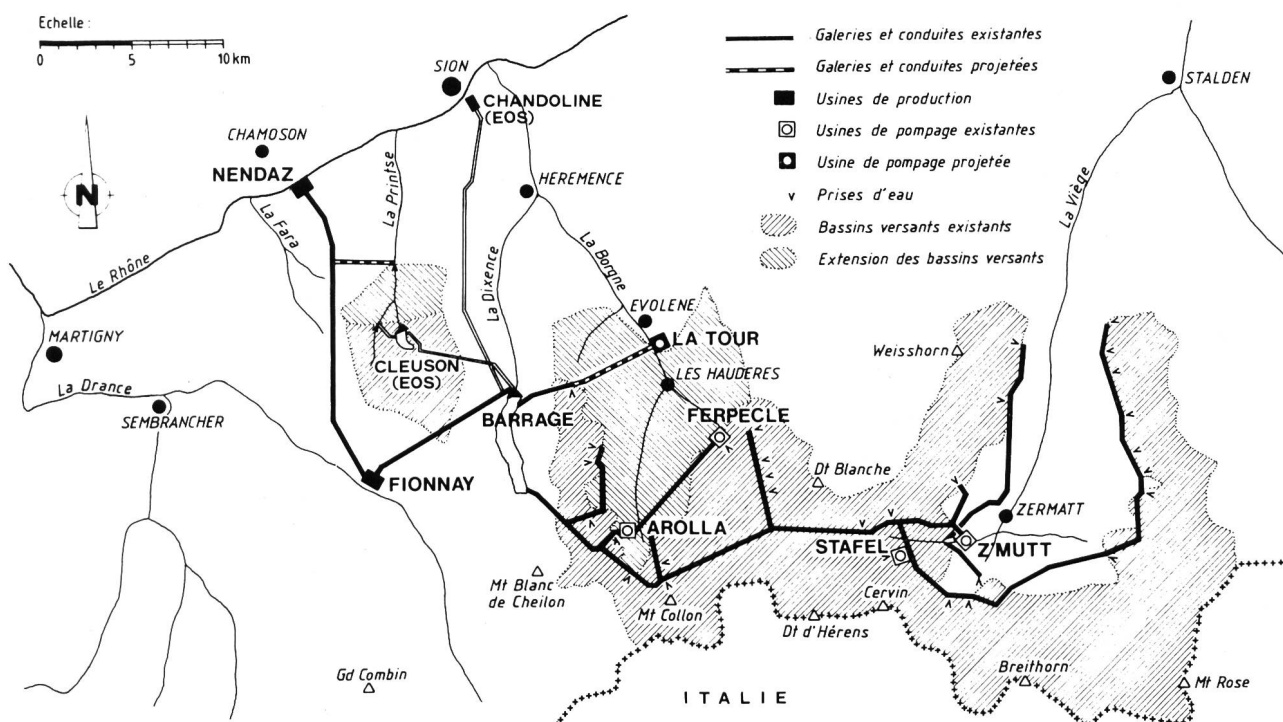 Echelle :
0 5 10 km
Galeries et conduites existantes
Galeries et conduites projetées
Usines de production
Usines de pompage existantes
Usine de pompage projetée
Prises d'eau
Bassins versants existants
Extension des bassins versants
SION
CHANDOLINE
(EOS)
STALDEN
CHAMOSON
NENDAZ
HEREMENCE
N
La Printse
La Fara
La Viège
Le Rhône
La Dixence
La Borgne
EVOLENE
MARTIGNY
LA TOUR
Weisshorn
CLEUSON
(EOS)
La Drance
LES HAUDERES
SEMBRANCHER
BARRAGE
FERPECLE
FIONNAY
Dt Blanche
ZERMATT
AROLLA
STAFEL
Z'MUTT
Mt Blanc
de Cheilon
Mt Collon
Cervin
Dt d'Hérens
Gd Combin
Breithorn
Mt Rose
ITALIE